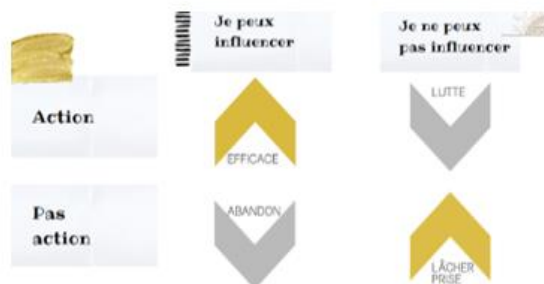 Je peux
influencer
Je ne peux
pas influencer
Action
EFFICACE
LUTTE
Pas
action
ABANDON
LÂCHER
PRISE